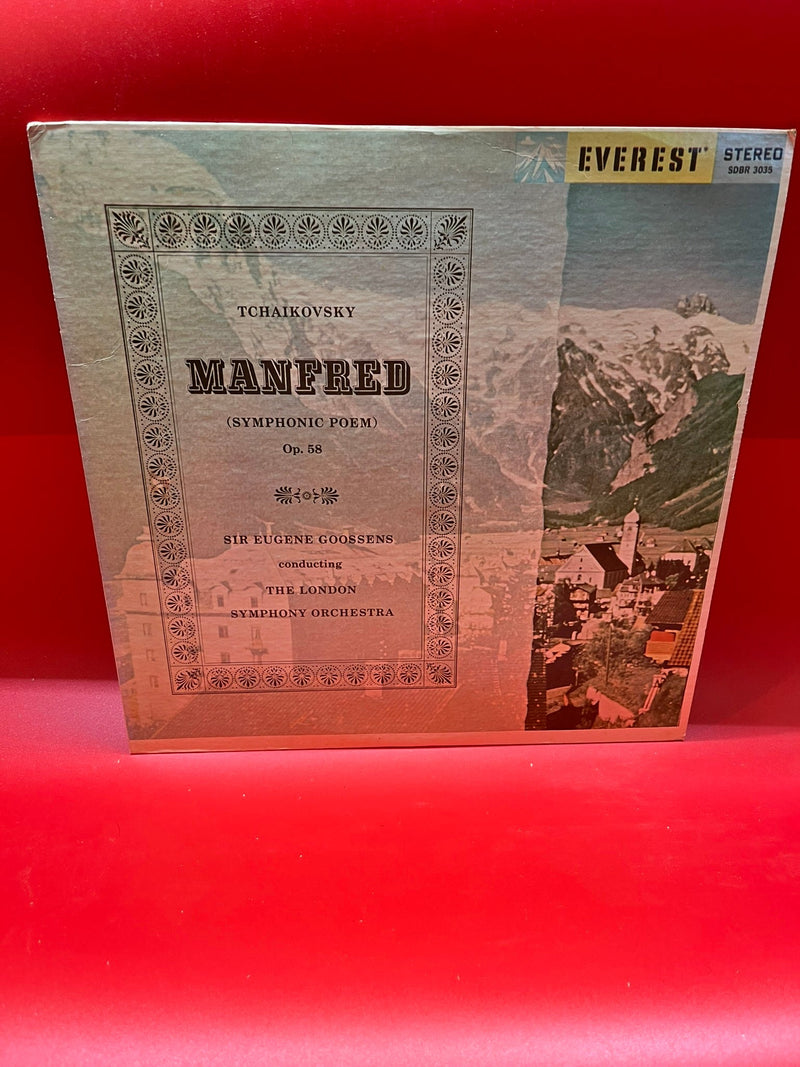 EVEREST
STEREO
SDBR 3035
TCHAIKOVSKY
MANFRED
(SYMPHONIC POEM)
Op. 58
SIR EUGENE GOOSSENS
conducting
THE LONDON
SYMPHONY ORCHESTRA